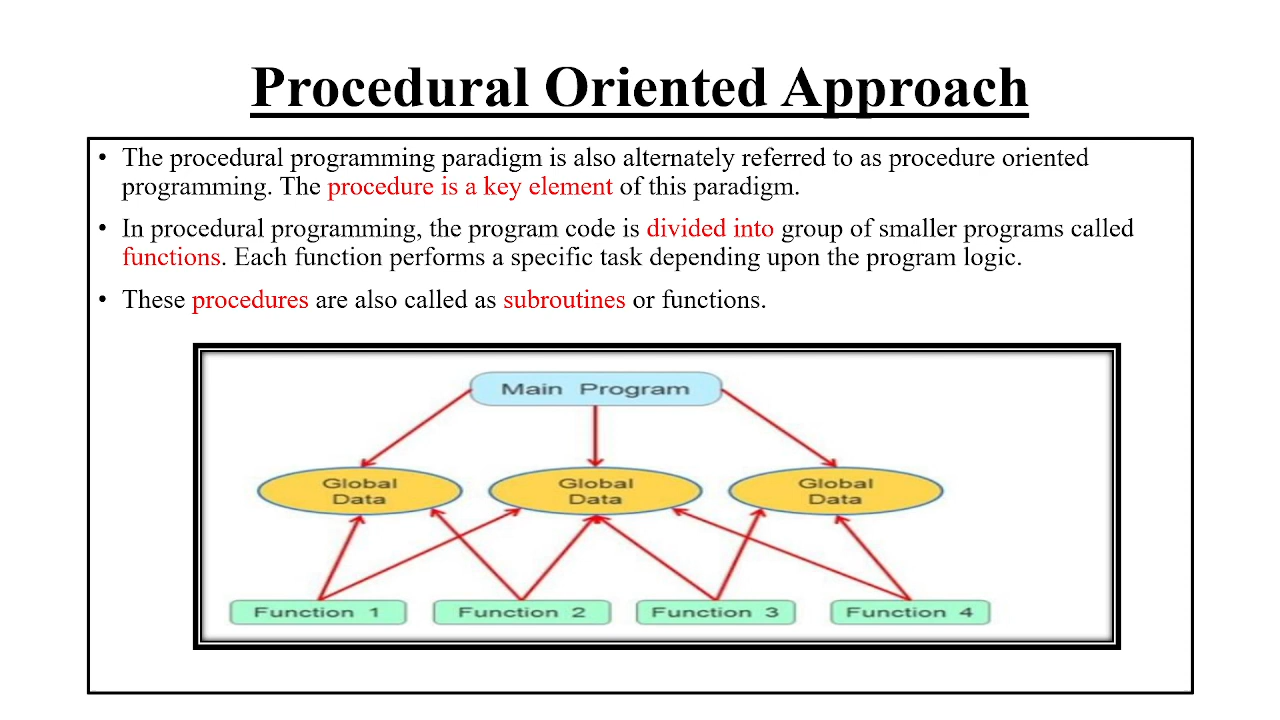 Procedural Oriented Approach
• The procedural programming paradigm is also alternately referred to as procedure oriented
programming. The procedure is a key element of this paradigm.
• In procedural programming, the program code is divided into group of smaller programs called
functions. Each function performs a specific task depending upon the program logic.
• These procedures are also called as subroutines or functions.
Main Program
Global
Data
Global
Data
Global
Data
Function 1
Function 2
Function 3
Function 4